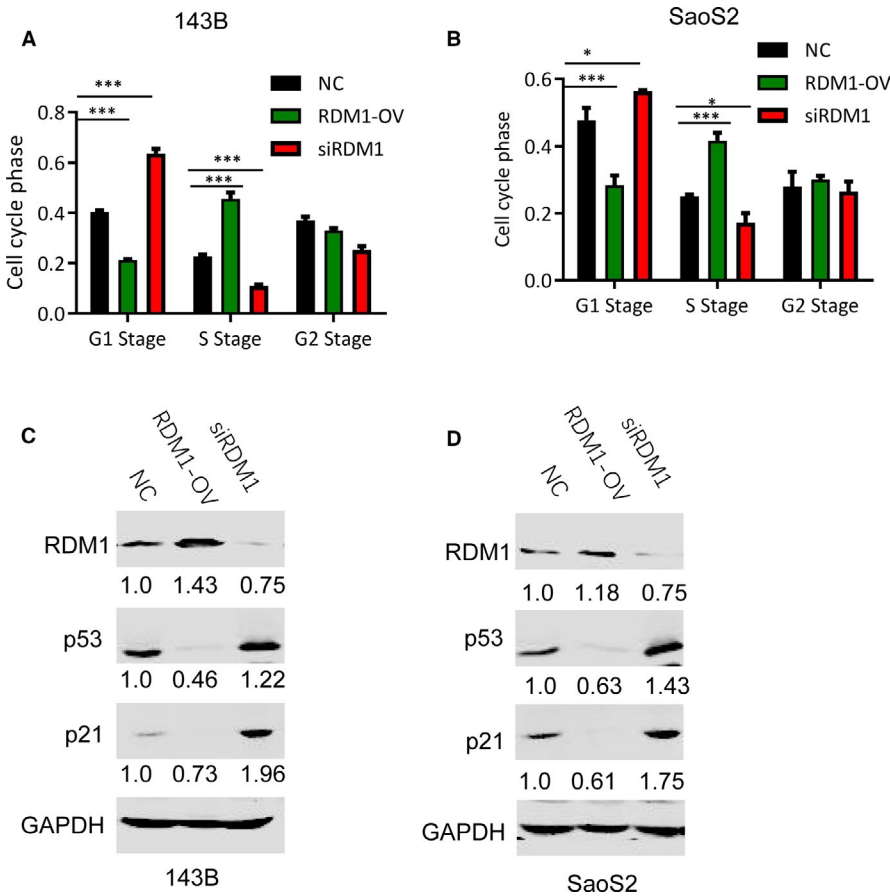 A
143B
***
***
***
***
NC
RDM1-OV
siRDM1
Cell cycle phase
0.8
0.6
0.4
0.2
0.0
G1 Stage
S Stage
G2 Stage
B
SaoS2
*
***
*
***
NC
RDM1-OV
siRDM1
Cell cycle phase
0.6
0.4
0.2
0.0
G1 Stage
S Stage
G2 Stage
C
NC
RDM1-OV
siRDM1
RDM1
1.0 1.43 0.75
p53
1.0 0.46 1.22
p21
1.0 0.73 1.96
GAPDH
143B
D
NC
RDM1-OV
siRDM1
RDM1
1.0 1.18 0.75
p53
1.0 0.63 1.43
p21
1.0 0.61 1.75
GAPDH
SaoS2